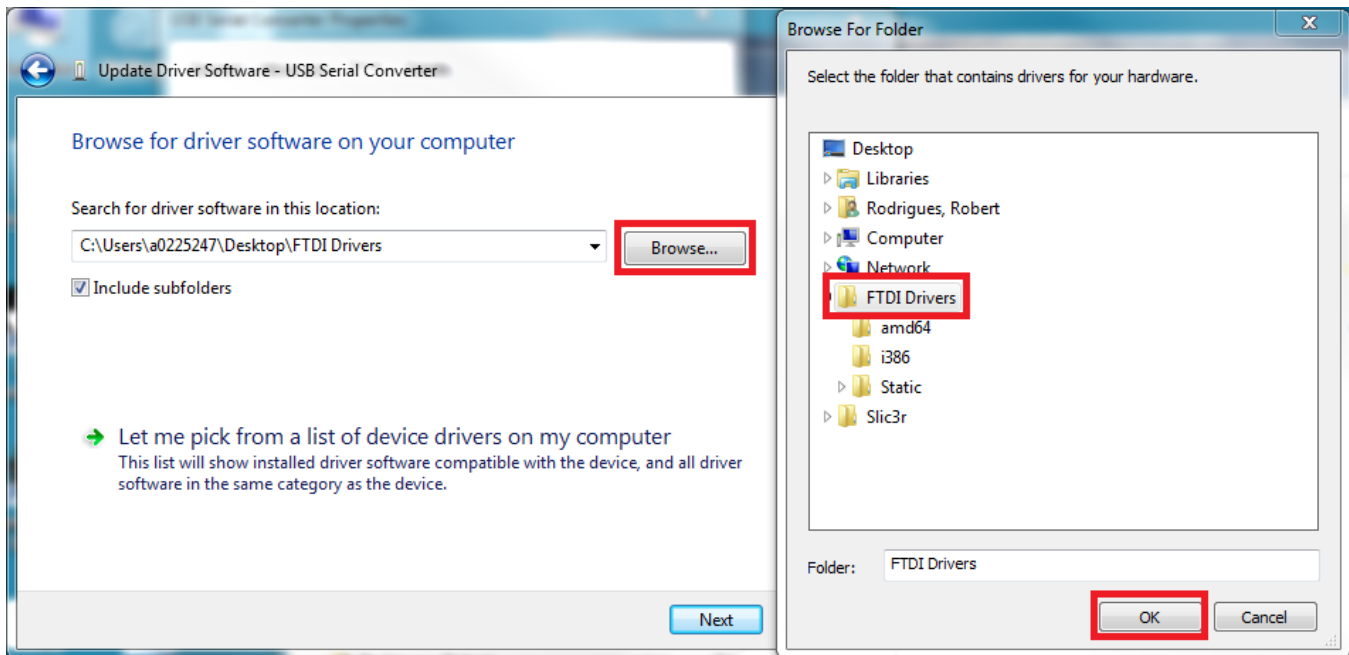 USB Serial Converter Properties
Update Driver Software - USB Serial Converter
Browse for driver software on your computer
Search for driver software in this location:
C:\Users\a0225247\Desktop\FTDI Drivers
Browse...
Include subfolders
Let me pick from a list of device drivers on my computer
This list will show installed driver software compatible with the device, and all driver
software in the same category as the device.
Next
Browse For Folder
Select the folder that contains drivers for your hardware.
Desktop
Libraries
Rodrigues, Robert
Computer
Network
FTDI Drivers
amd64
i386
Static
Slic3r
Folder:
FTDI Drivers
OK
Cancel